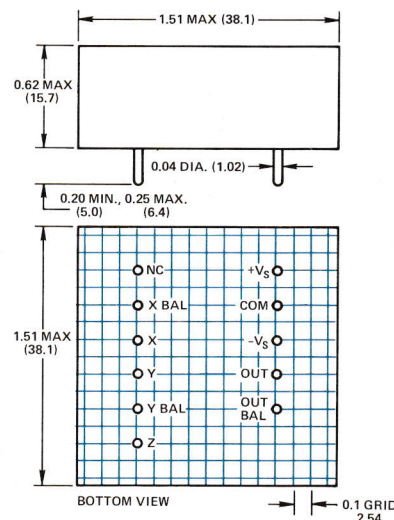 1.51 MAX (38.1)
0.62 MAX
(15.7)
0.04 DIA. (1.02)
0.20 MIN., 0.25 MAX.
(5.0) (6.4)
1.51 MAX
(38.1)
NC
+VS
X BAL
COM
X
-VS
Y
OUT
Y BAL
OUT
BAL
Z
BOTTOM VIEW
0.1 GRID
2.54